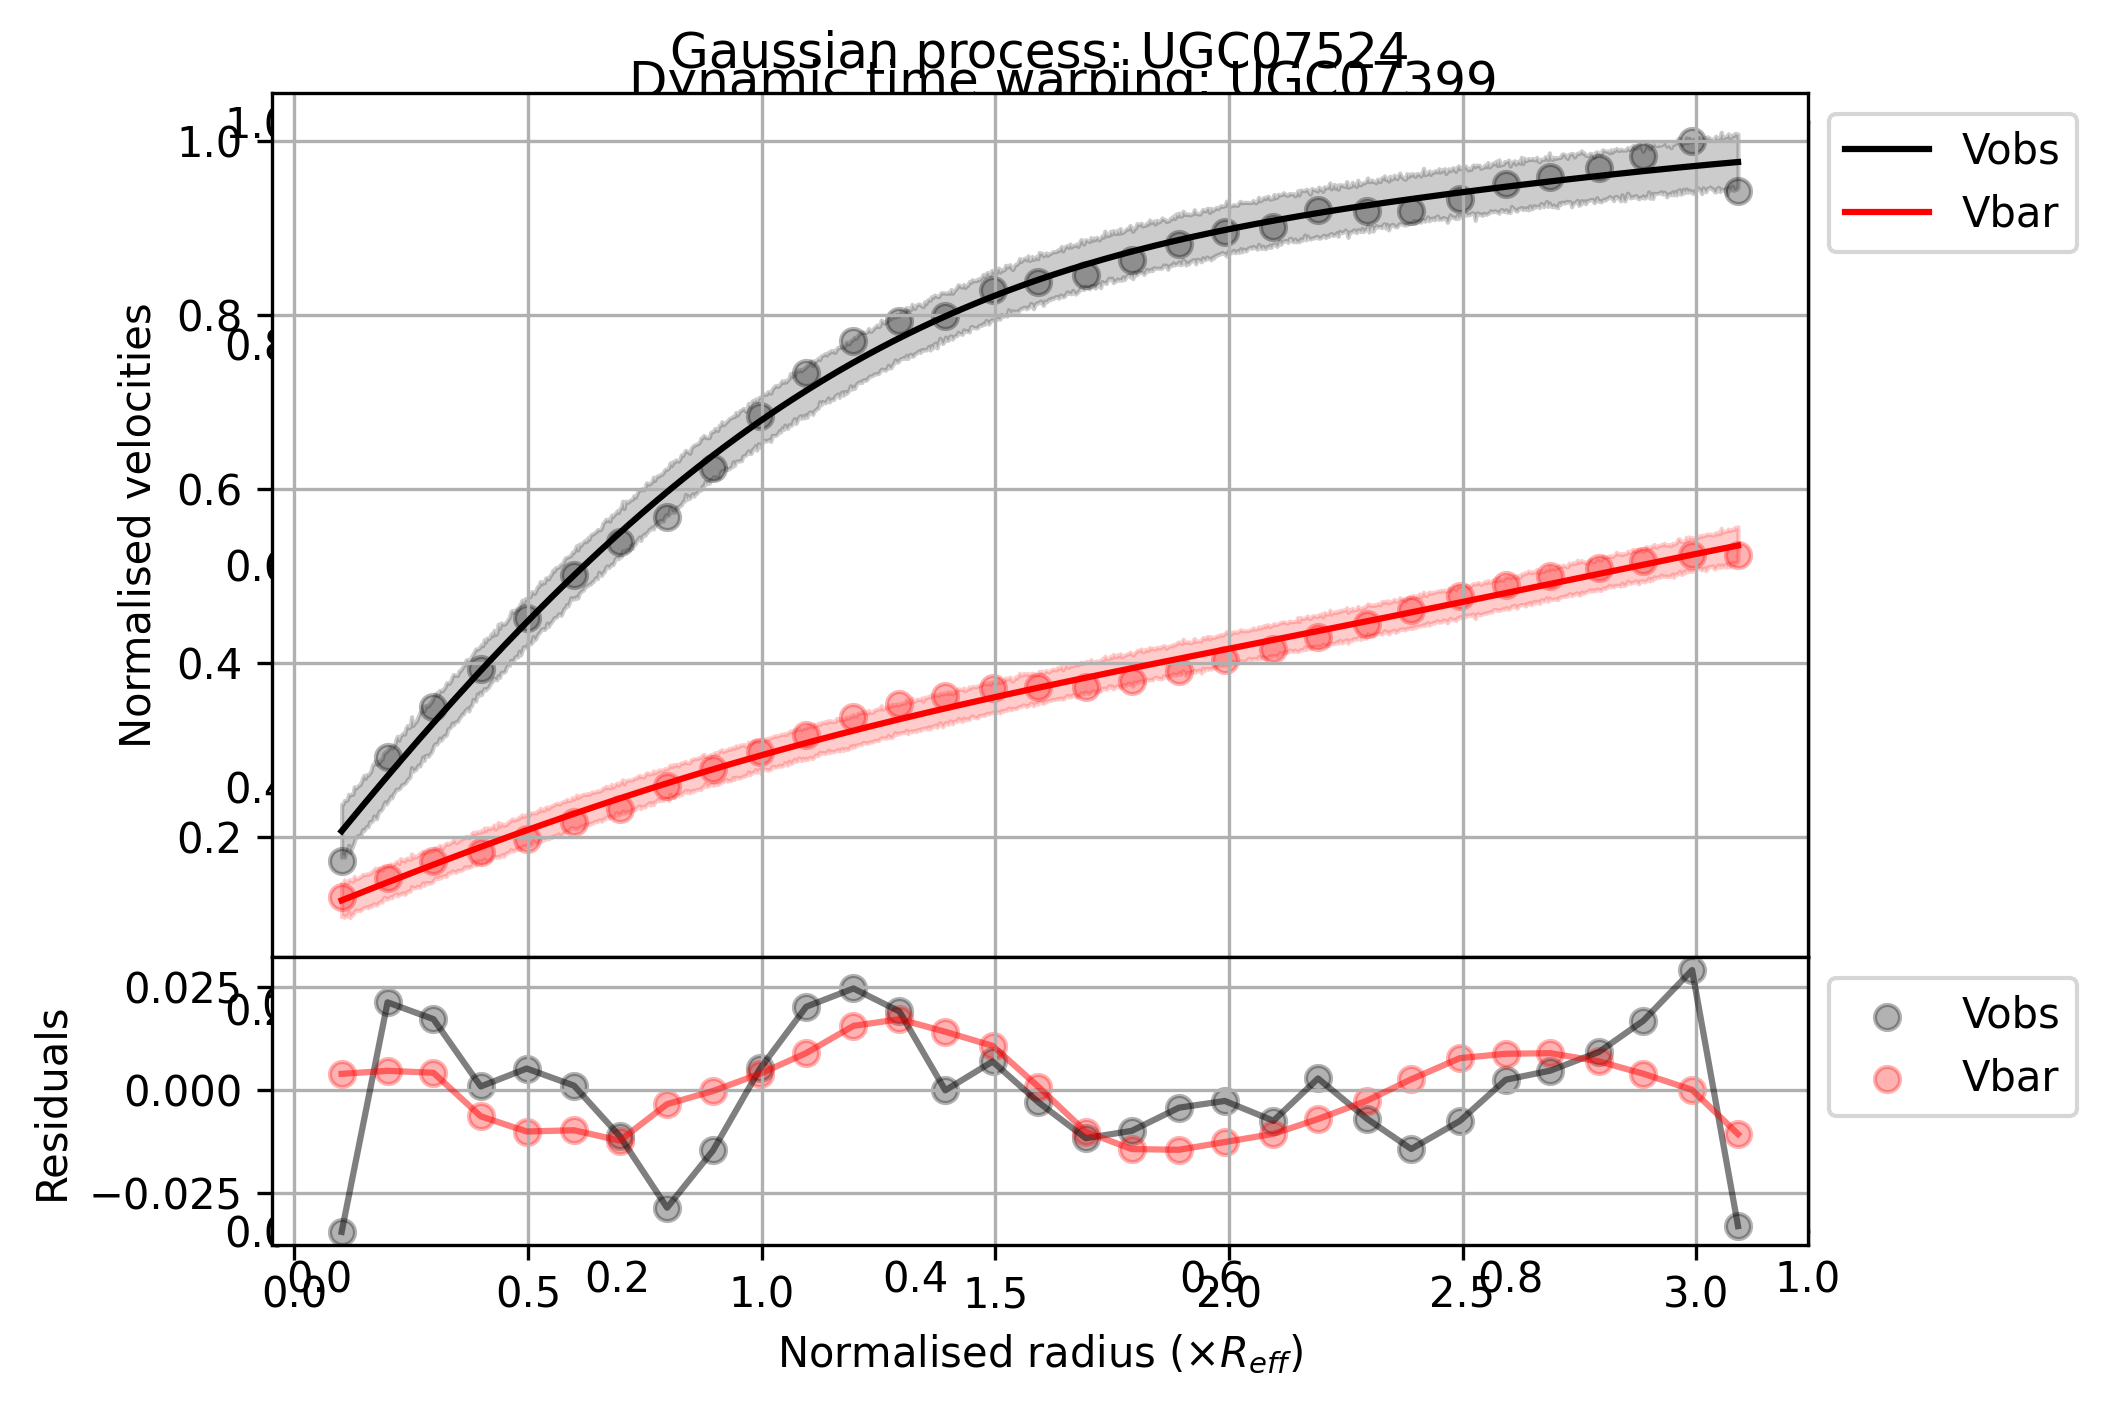 Gaussian process: UGC07524
Dynamic time warping: UGC07399
Normalised velocities
1.0
0.8
0.6
0.4
0.2
Vobs
Vbar
Residuals
0.025
0.000
−0.025
Vobs
Vbar
0.0 0.2 0.4 0.6 0.8 1.0
0.0 0.5 1.0 1.5 2.0 2.5 3.0
Normalised radius (×R_eff)